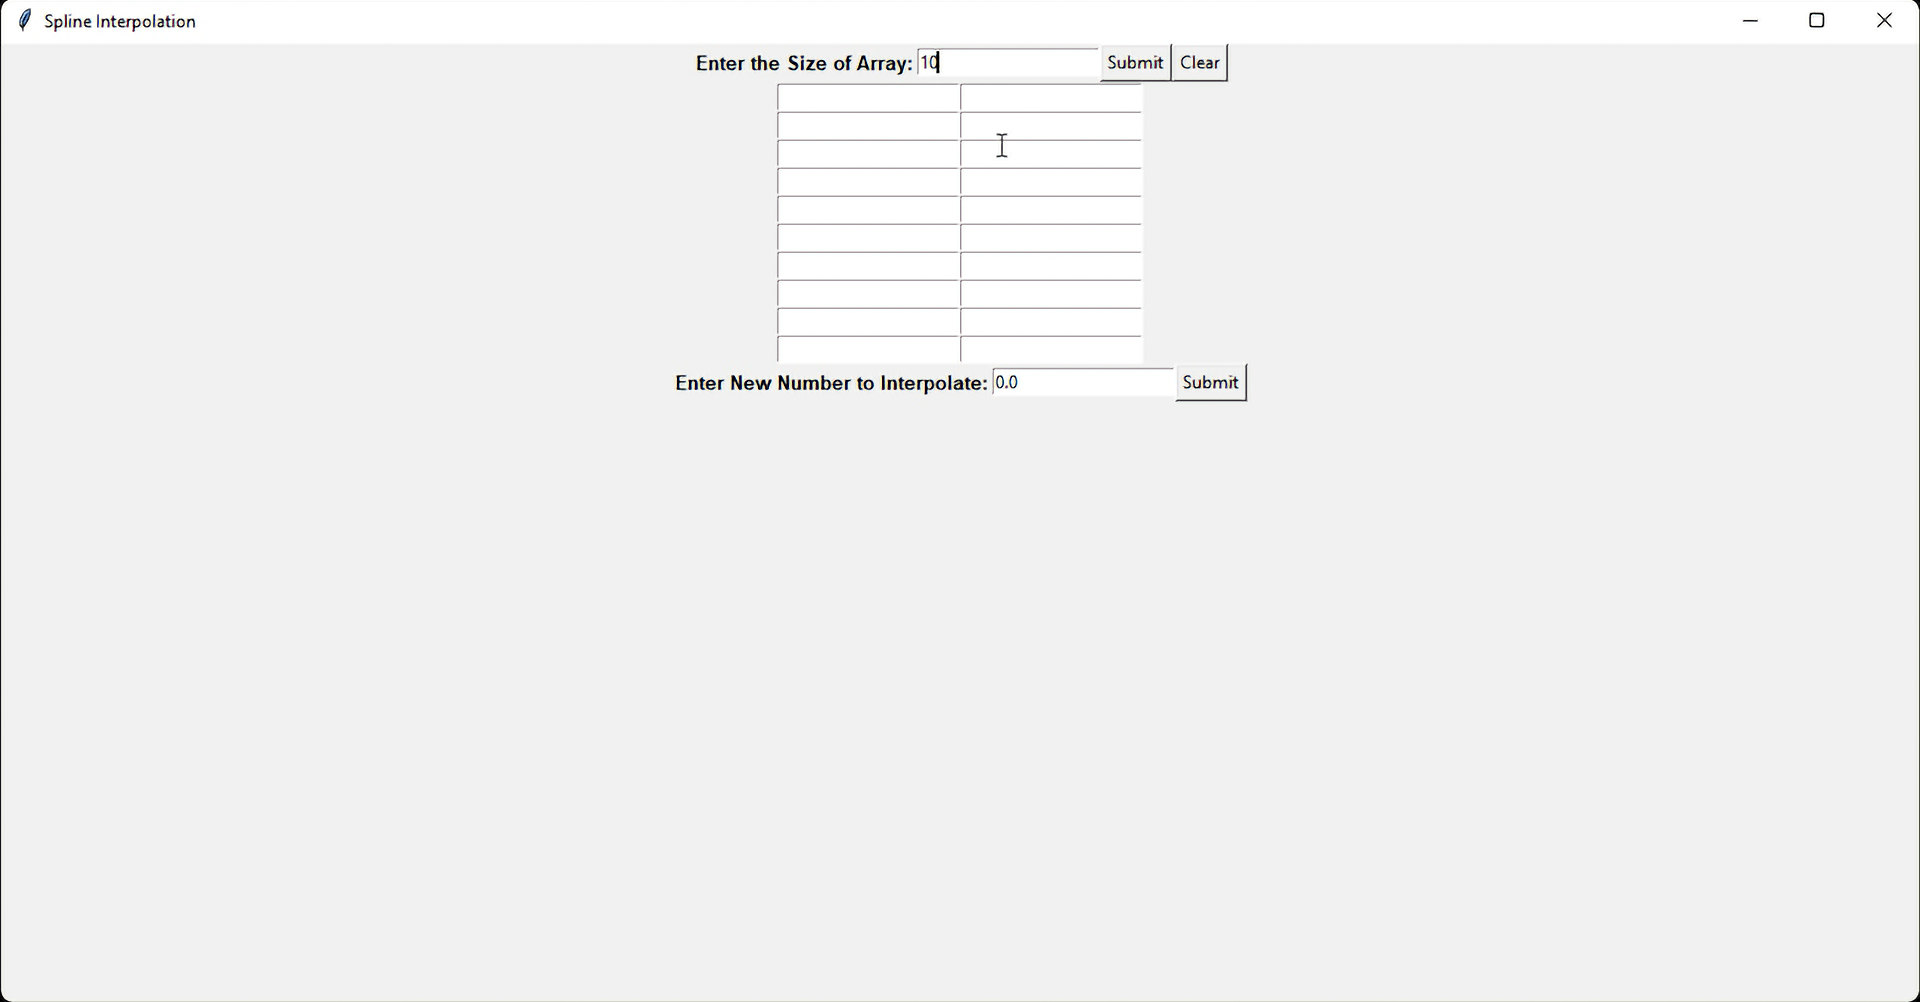 Spline Interpolation
Enter the Size of Array: 10 Submit Clear
Enter New Number to Interpolate: 0.0 Submit